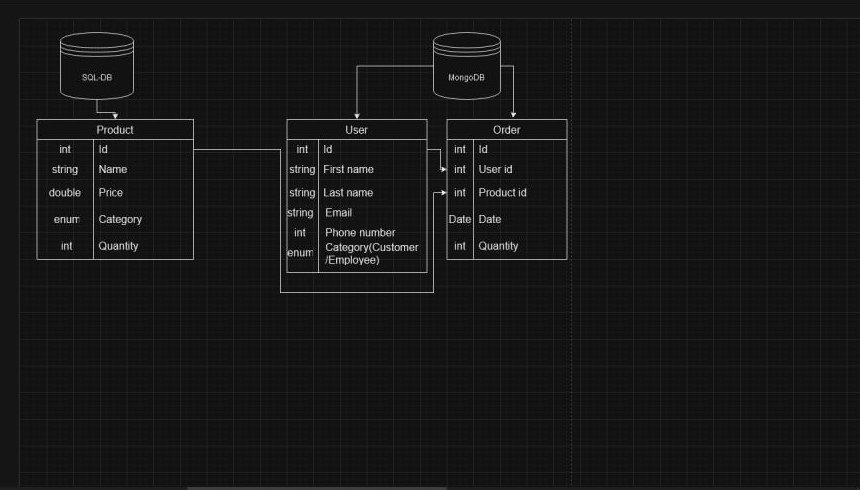 SQL-DB
MongoDB
Product
int Id
string Name
double Price
enum Category
int Quantity
User
int Id
string First name
string Last name
string Email
int Phone number
enum Category(Customer
/Employee)
Order
int Id
int User id
int Product id
Date Date
int Quantity